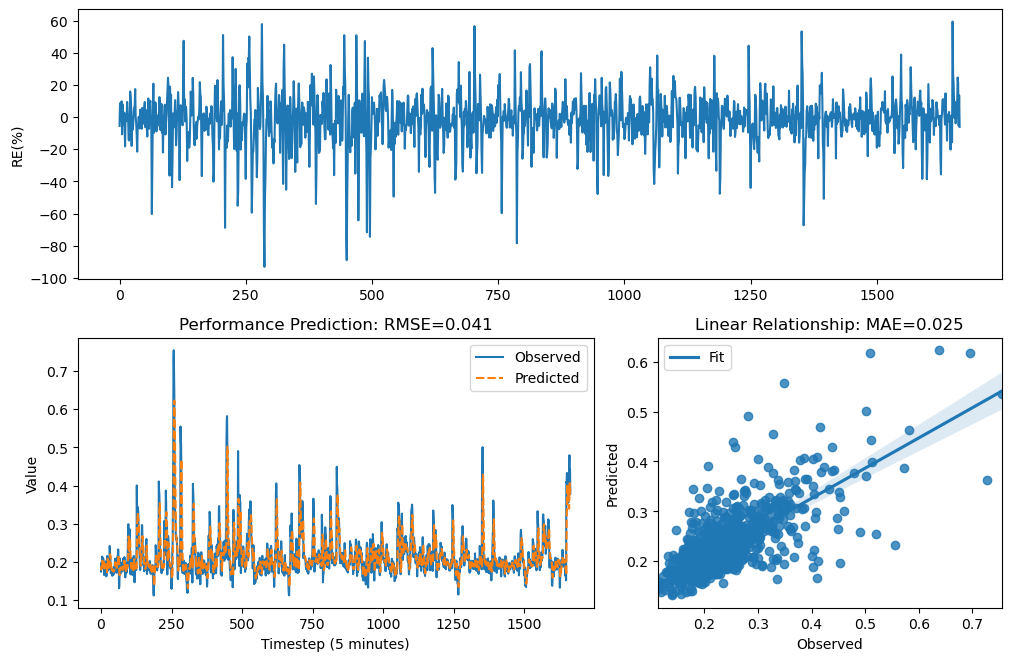 60
40
20
0
−20
−40
−60
−80
−100
RE(%)
0 250 500 750 1000 1250 1500
Performance Prediction: RMSE=0.041
Observed
Predicted
0.7
0.6
0.5
0.4
0.3
0.2
0.1
Value
0 250 500 750 1000 1250 1500
Timestep (5 minutes)
Linear Relationship: MAE=0.025
Fit
0.6
0.5
0.4
0.3
0.2
Predicted
0.2 0.3 0.4 0.5 0.6 0.7
Observed